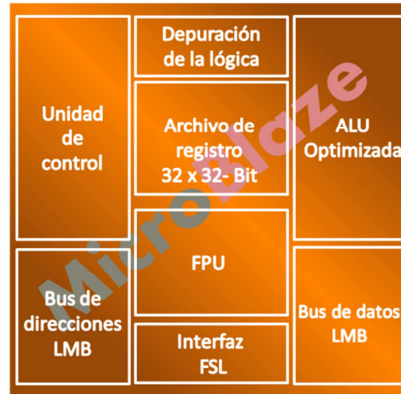 Depuración
de la lógica
Unidad
de
control
Archivo de
registro
32 x 32- Bit
ALU
Optimizada
MicroBlaze
FPU
Bus de
direcciones
LMB
Interfaz
FSL
Bus de datos
LMB